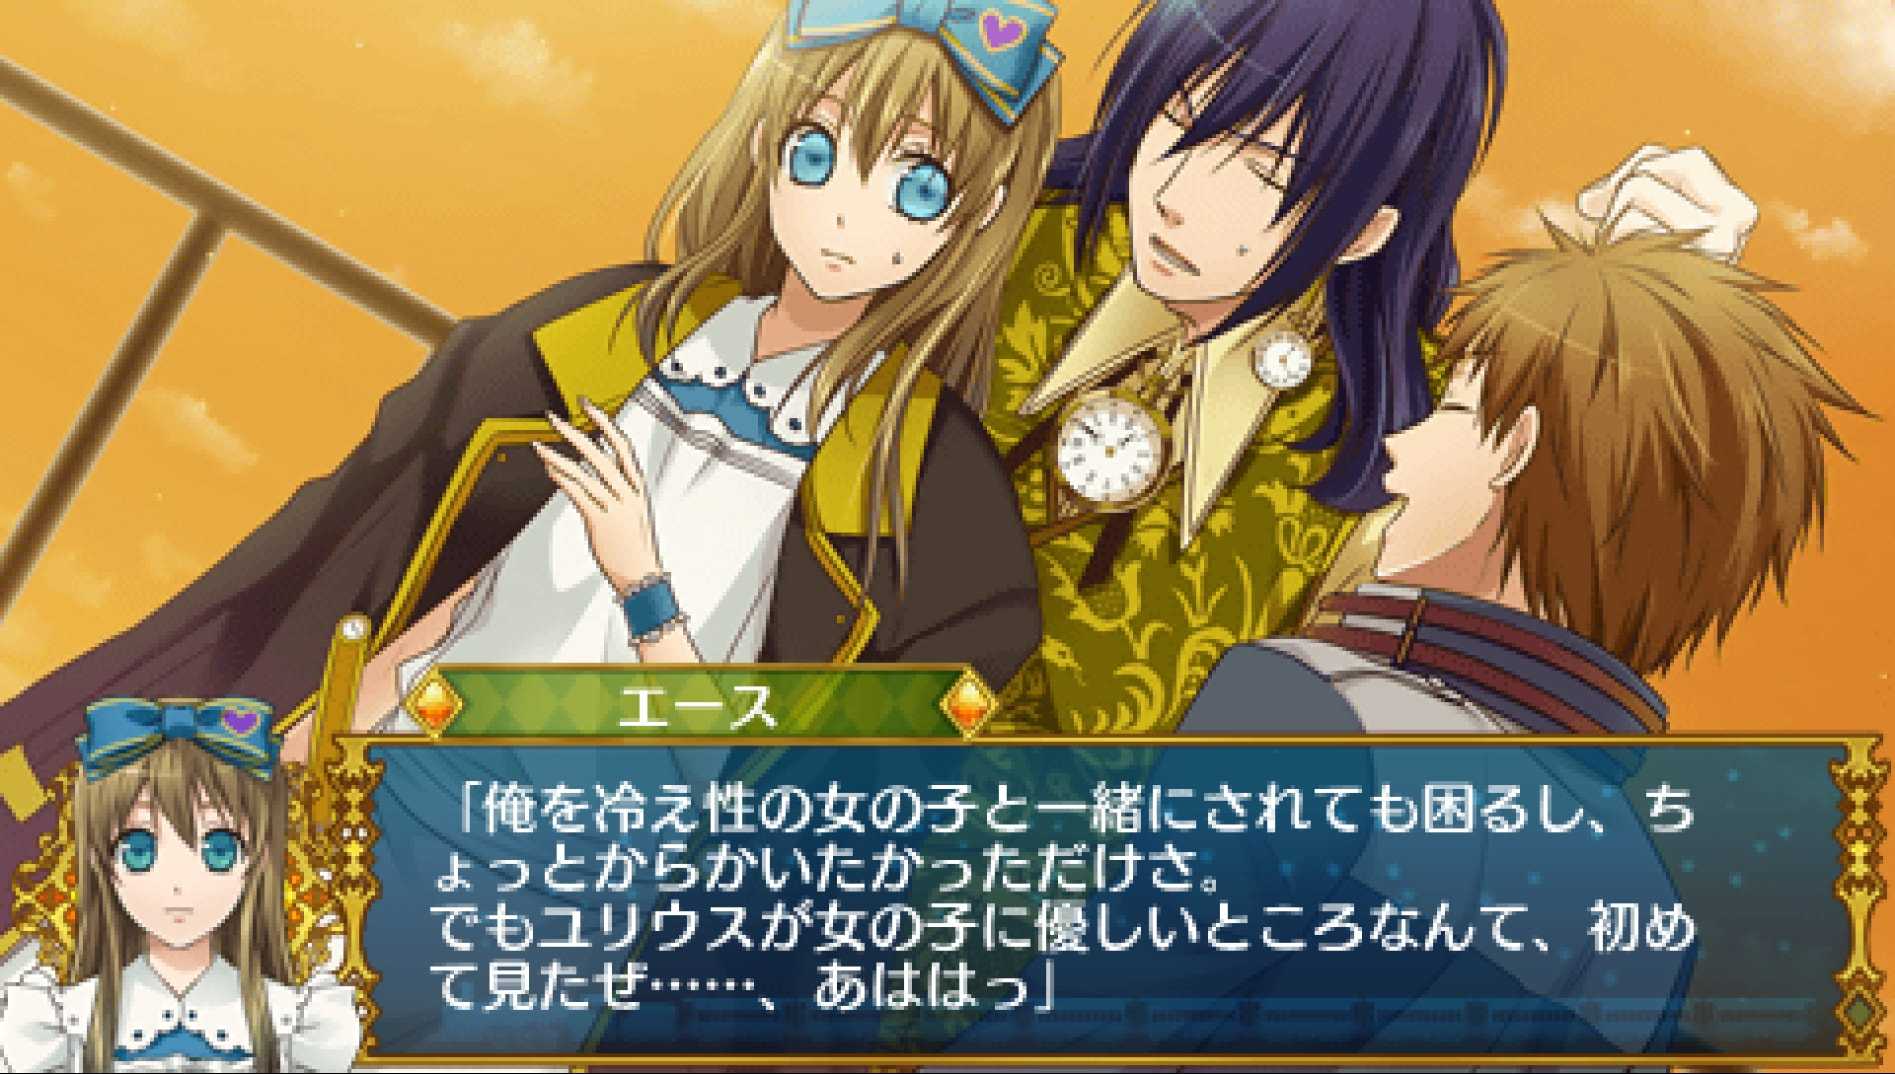 エース
「俺を冷え性の女の子と一緒にされても困るし、ち
ょっとからかいたかっただけさ。
でもユリウスが女の子に優しいところなんて、初め
て見たぜ……、あははっ」